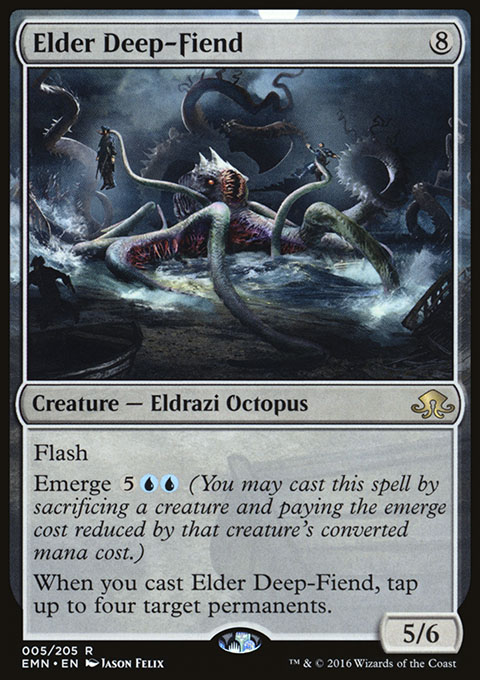 Elder Deep-Fiend 8
Creature — Eldrazi Octopus
Flash
Emerge 5 (You may cast this spell by
sacrificing a creature and paying the emerge
cost reduced by that creature's converted
mana cost.)
When you cast Elder Deep-Fiend, tap
up to four target permanents.
5/6
005/205 R
EMN • EN Jason Felix
™ & © 2016 Wizards of the Coast